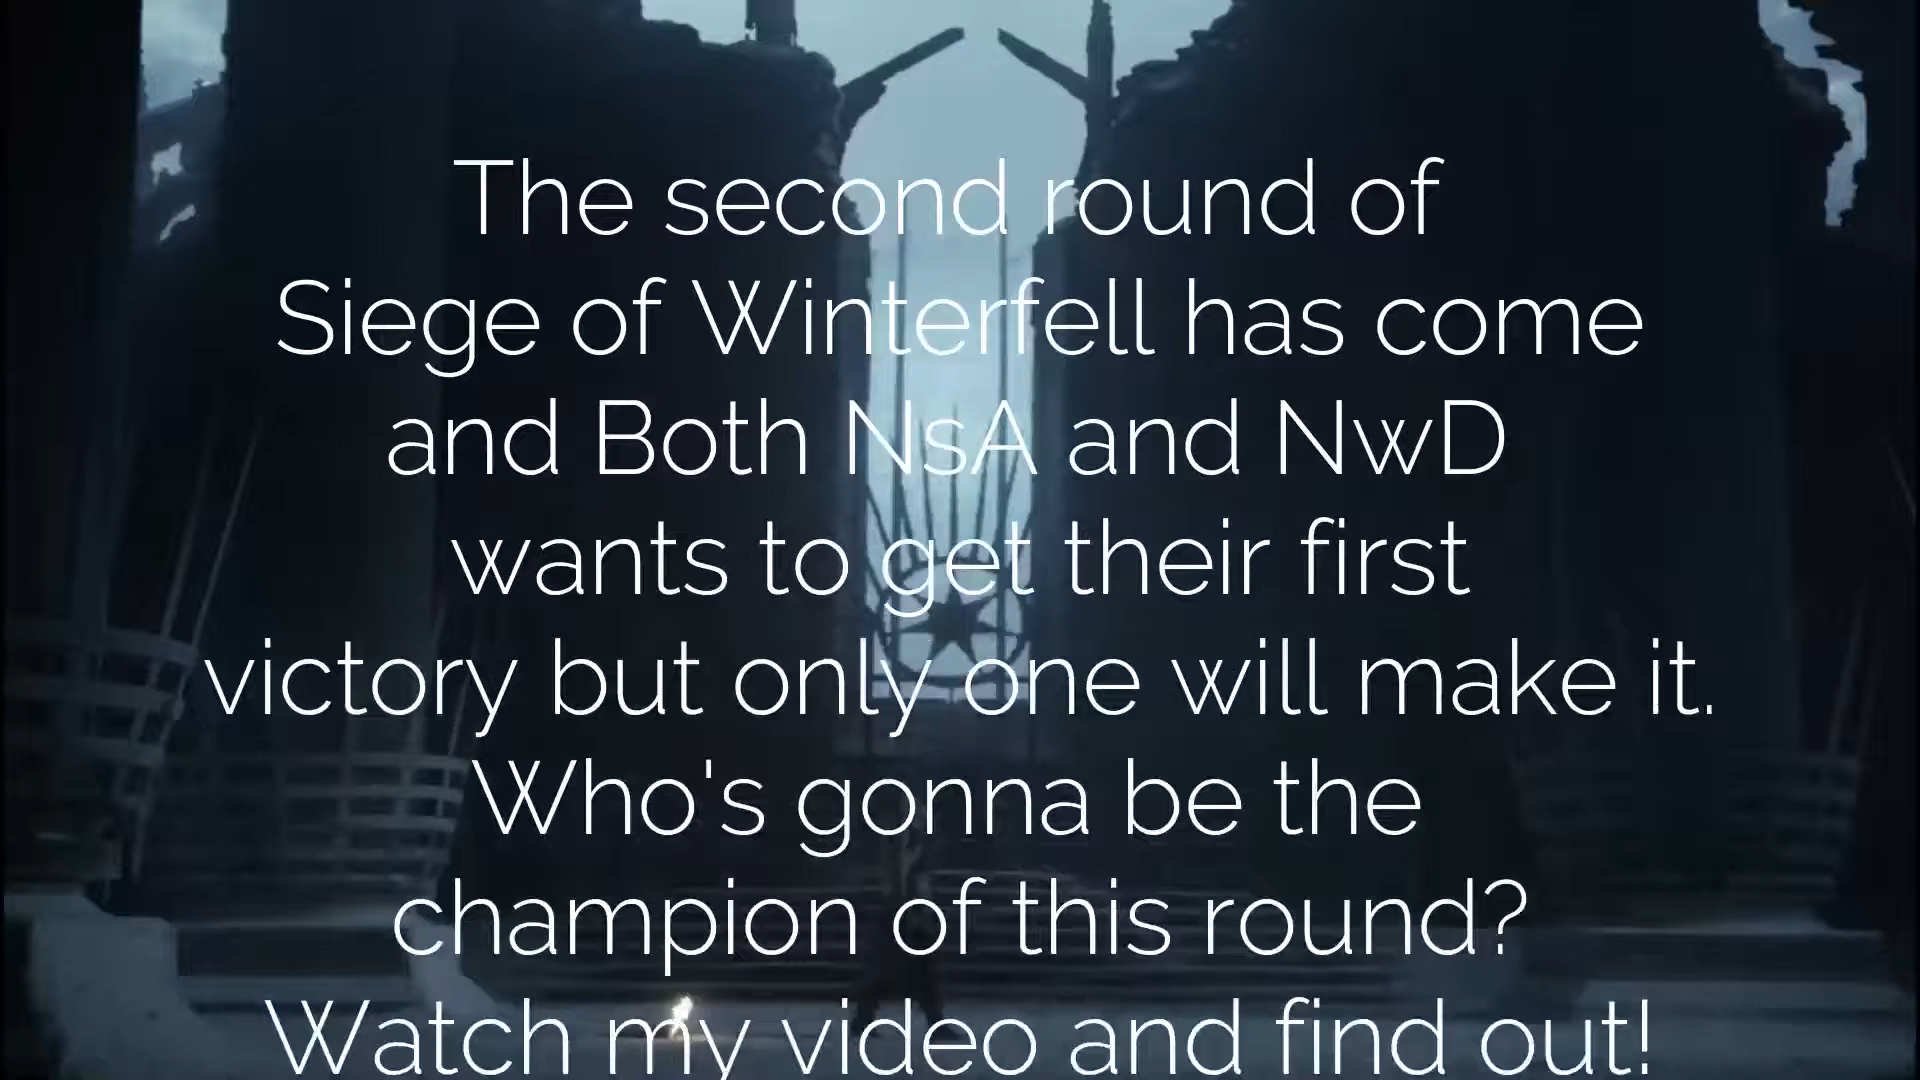 The second round of
Siege of Winterfell has come
and Both NsA and NwD
wants to get their first
victory but only one will make it.
Who's gonna be the
champion of this round?
Watch my video and find out!